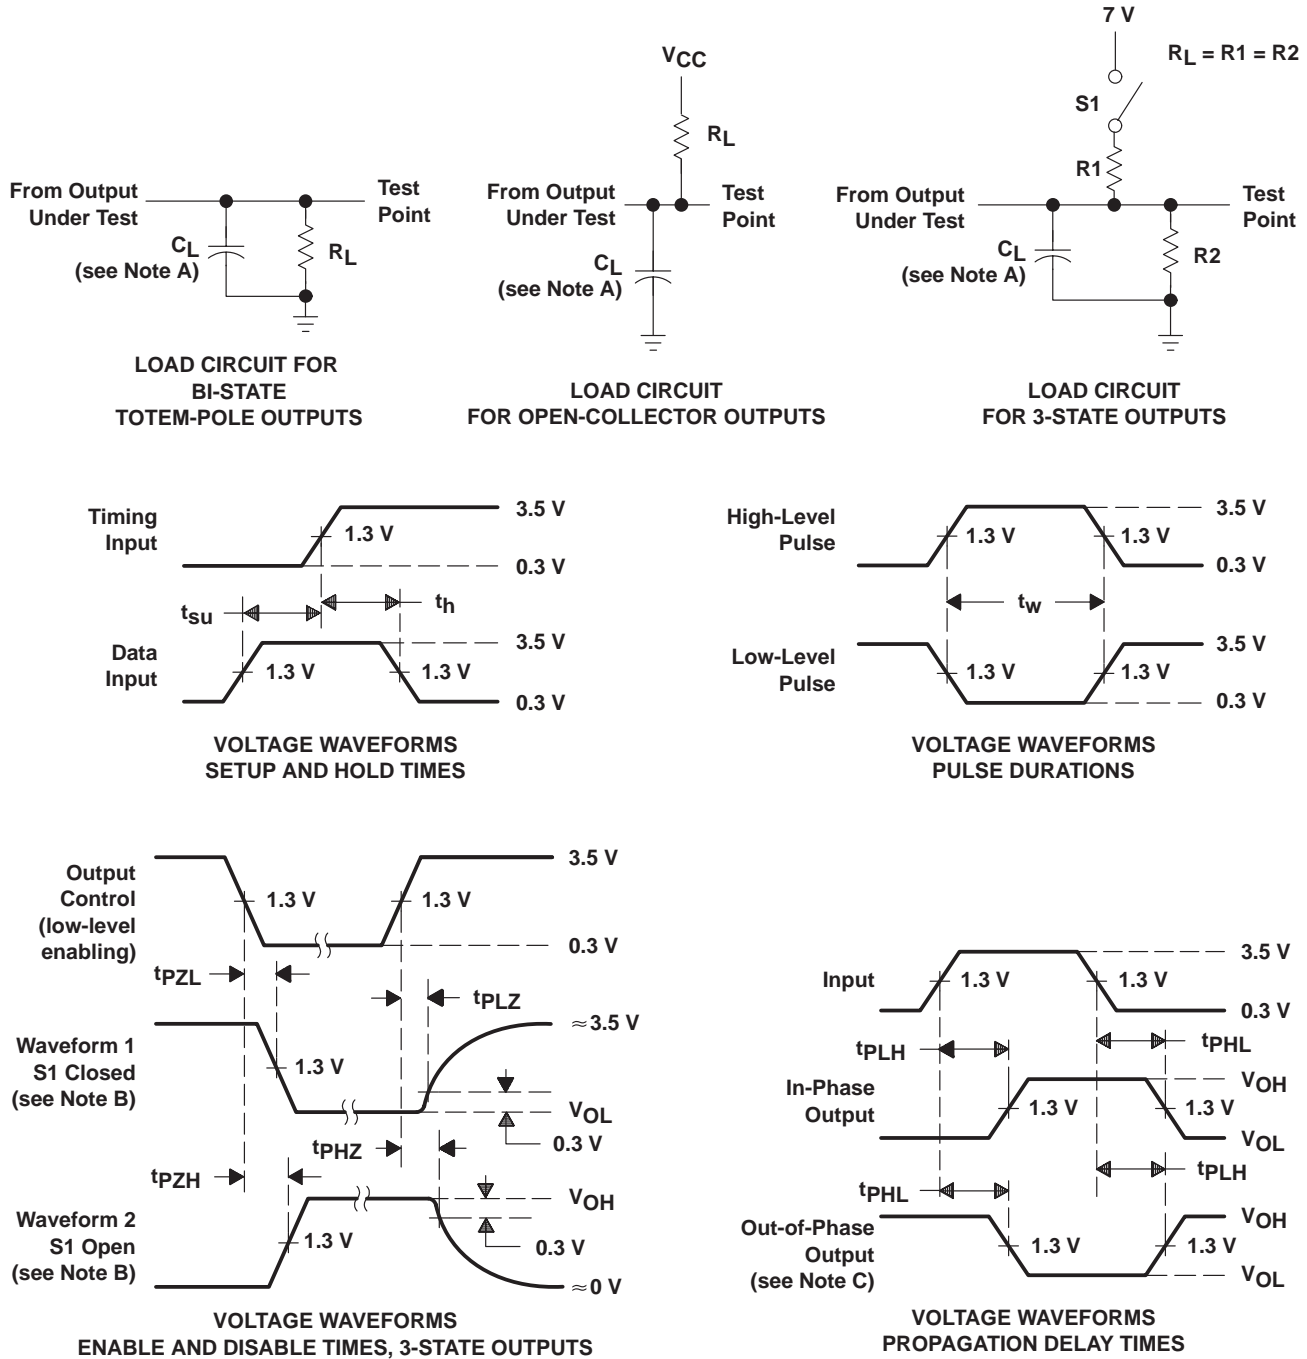 7 V
RL = R1 = R2
VCC
S1
RL
R1
From Output
Under Test
Test
Point
CL
(see Note A)
RL
From Output
Under Test
Test
Point
CL
(see Note A)
From Output
Under Test
Test
Point
CL
(see Note A)
R2
LOAD CIRCUIT FOR
BI-STATE
TOTEM-POLE OUTPUTS
LOAD CIRCUIT
FOR OPEN-COLLECTOR OUTPUTS
LOAD CIRCUIT
FOR 3-STATE OUTPUTS
Timing
Input
1.3 V
3.5 V
0.3 V
tsu
th
Data
Input
1.3 V
1.3 V
3.5 V
0.3 V
VOLTAGE WAVEFORMS
SETUP AND HOLD TIMES
High-Level
Pulse
1.3 V
1.3 V
3.5 V
0.3 V
tw
Low-Level
Pulse
1.3 V
1.3 V
3.5 V
0.3 V
VOLTAGE WAVEFORMS
PULSE DURATIONS
Output
Control
(low-level
enabling)
1.3 V
1.3 V
3.5 V
0.3 V
tPZL
tPLZ
Waveform 1
S1 Closed
(see Note B)
1.3 V
≈3.5 V
VOL
0.3 V
tPHZ
tPZH
Waveform 2
S1 Open
(see Note B)
1.3 V
VOH
0.3 V
≈0 V
VOLTAGE WAVEFORMS
ENABLE AND DISABLE TIMES, 3-STATE OUTPUTS
Input
1.3 V
1.3 V
3.5 V
0.3 V
tPLH
tPHL
In-Phase
Output
1.3 V
1.3 V
VOH
VOL
tPHL
tPLH
Out-of-Phase
Output
(see Note C)
1.3 V
1.3 V
VOH
VOL
VOLTAGE WAVEFORMS
PROPAGATION DELAY TIMES